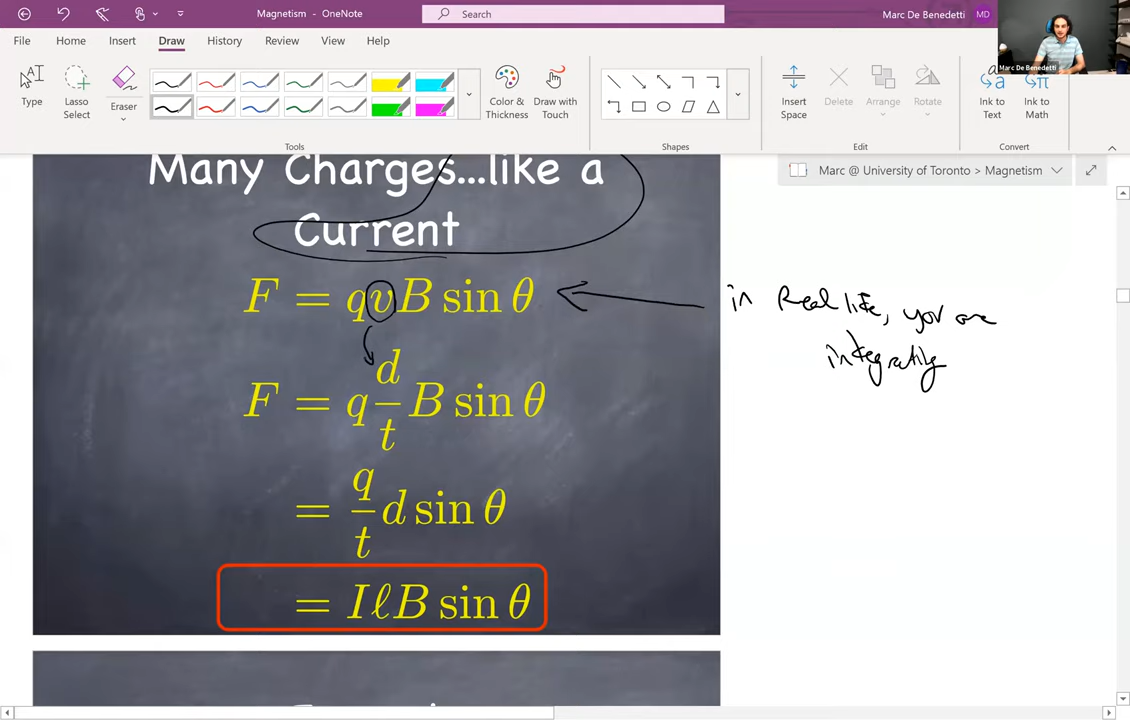 Magnetism - OneNote
Search
Marc De Benedetti
MD
File
Home
Insert
Draw
History
Review
View
Help
Marc De Benedetti
Type
Lasso
Select
Eraser
Color &
Thickness
Draw with
Touch
Insert
Space
Delete
Arrange
Rotate
Ink to
Text
Ink to
Math
Tools
Shapes
Edit
Convert
Marc @ University of Toronto > Magnetism
Many Charges...like a
Current
F = qvB sin θ
in Real life, you are
integrating
F = q d/t B sin θ
= q/t d sin θ
= IℓB sin θ